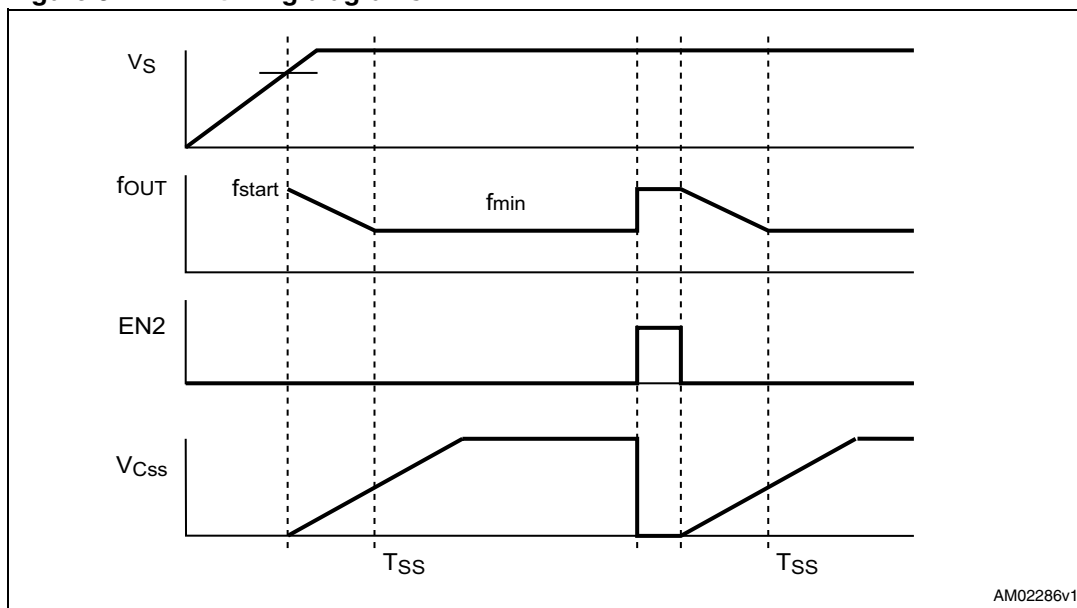 VS
fOUT
fstart
fmin
EN2
VCss
TSS
TSS
AM02286v1